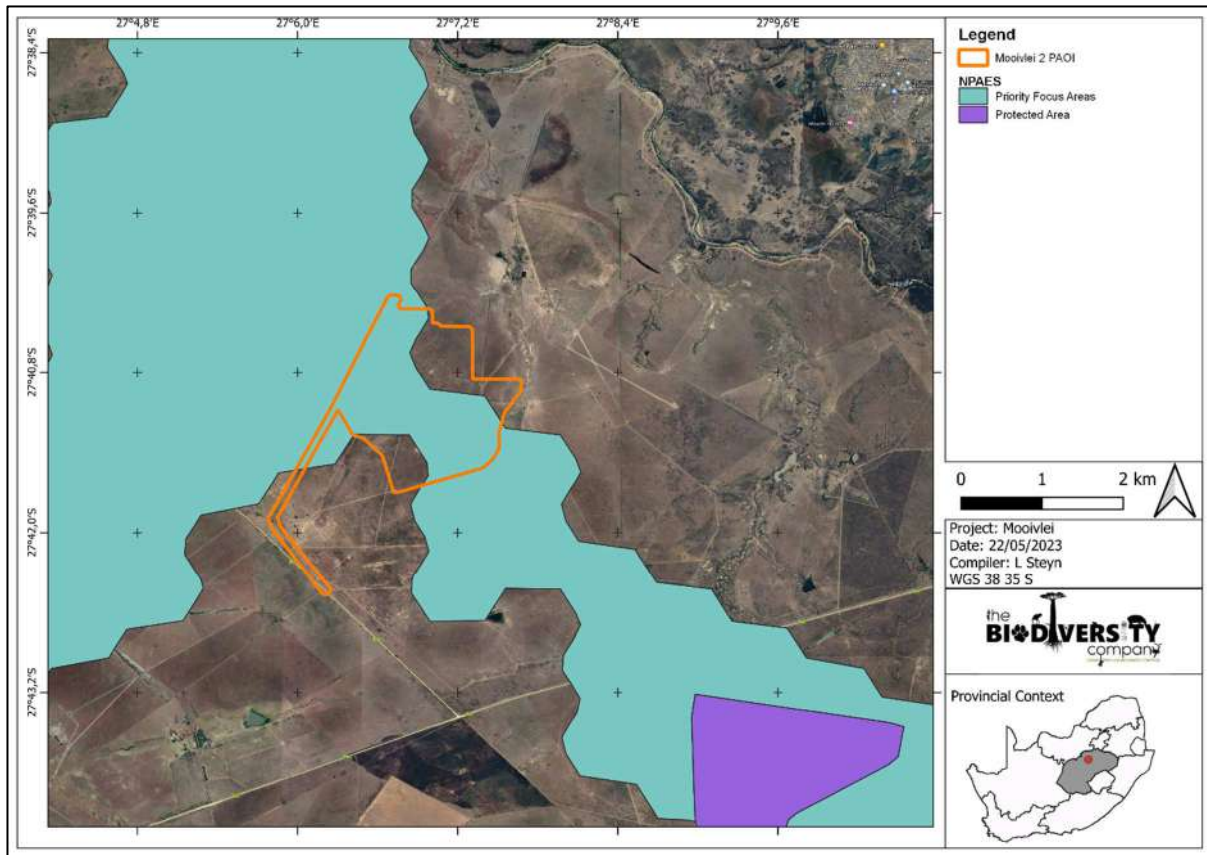 27°4,8'E
27°6,0'E
27°7,2'E
27°8,4'E
27°9,6'E
27°38,4'S
27°39,6'S
27°40,8'S
27°42,0'S
27°43,2'S
Legend
Mooivlei 2 PAOI
NPAES
Priority Focus Areas
Protected Area
0 1 2 km
Project: Mooivlei
Date: 22/05/2023
Compiler: L Steyn
WGS 38 35 S
the
BIODIVERSITY
company
Provincial Context